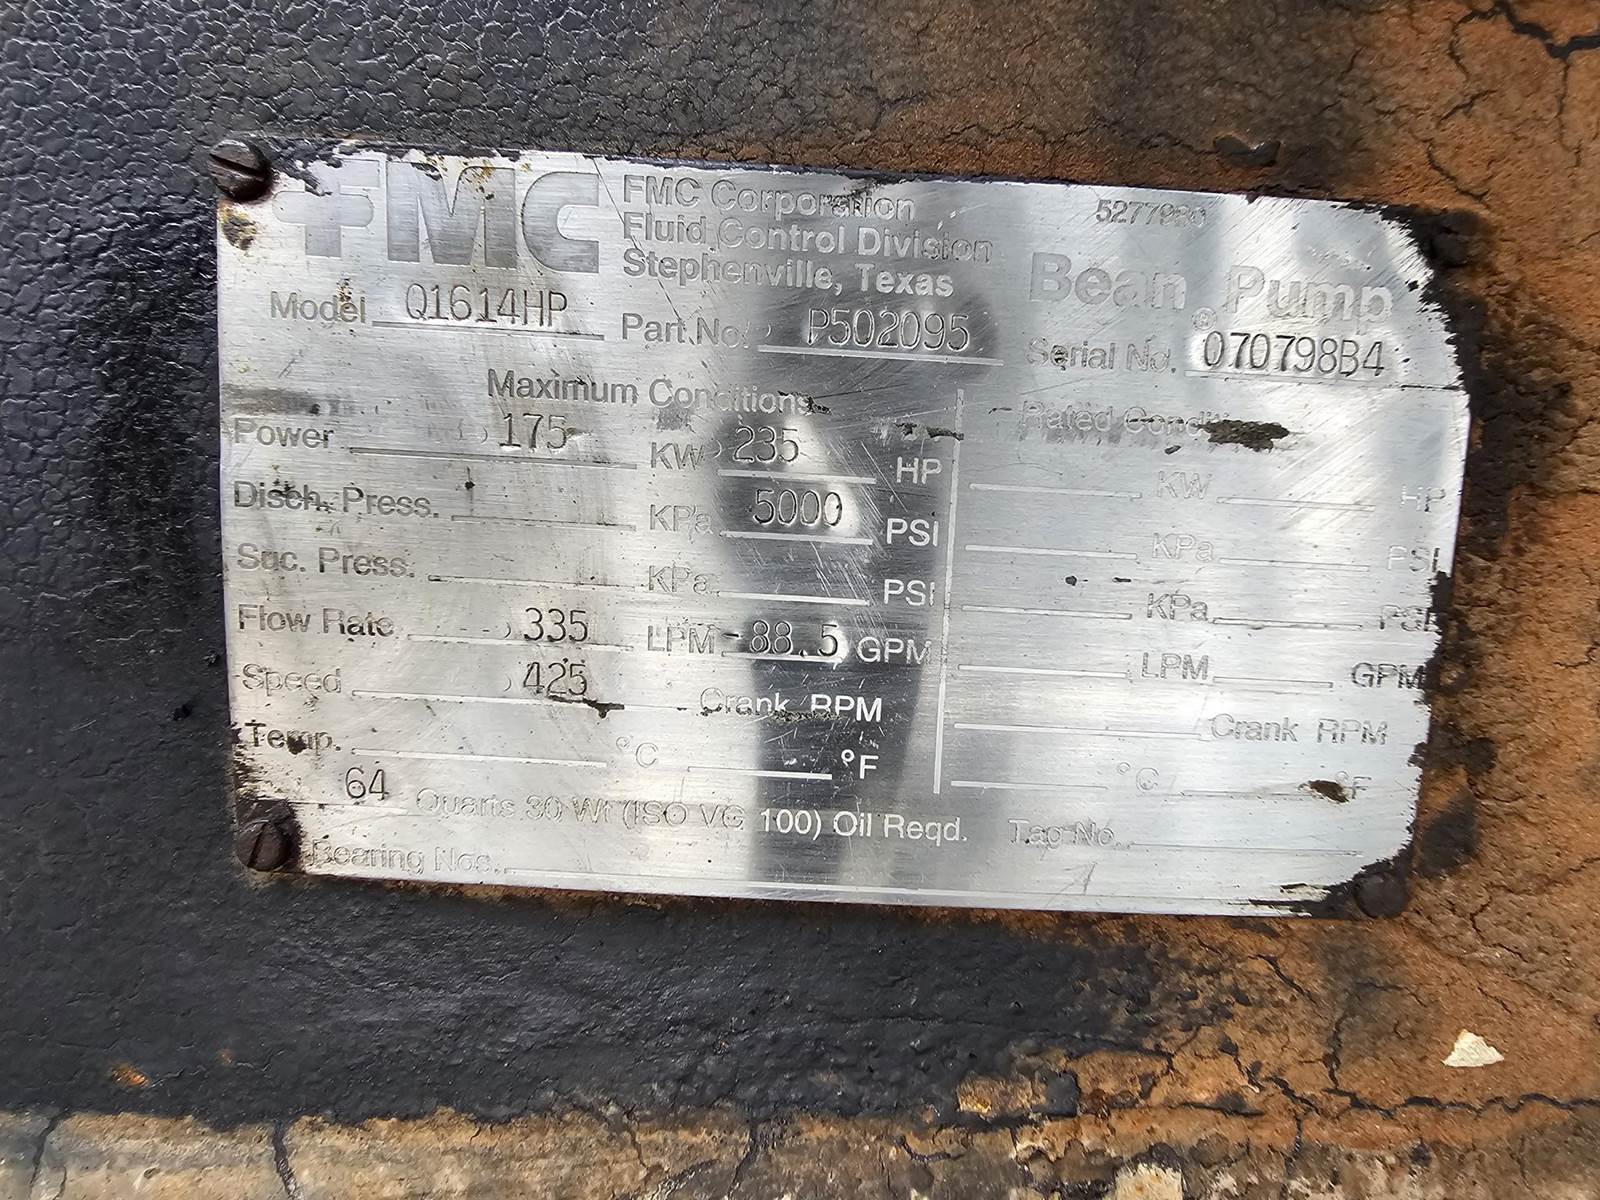 FMC FMC Corporation
Fluid Control Division
Stephenville, Texas
Bean Pump
Model Q1614HP Part No. P502095 Serial No. 070798B4
Maximum Conditions Rated
Power 175 KW 235 HP KW HP
Disch. Press. KPa 5000 PSI KPa PSI
Suc. Press. KPa PSI KPa PSI
Flow Rate 335 LPM 88.5 GPM LPM GPM
Speed 425 Crank RPM Crank RPM
Temp. °C °F °C °F
64 Quarts 30 Wt (ISO VG 100) Oil Reqd. Tag No.
Bearing Nos.